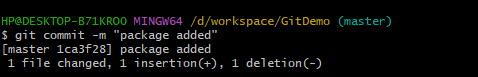 HP@DESKTOP-B71KROO MINGW64 /d/workspace/GitDemo (master)
$ git commit -m "package added"
[master 1ca3f28] package added
 1 file changed, 1 insertion(+), 1 deletion(-)